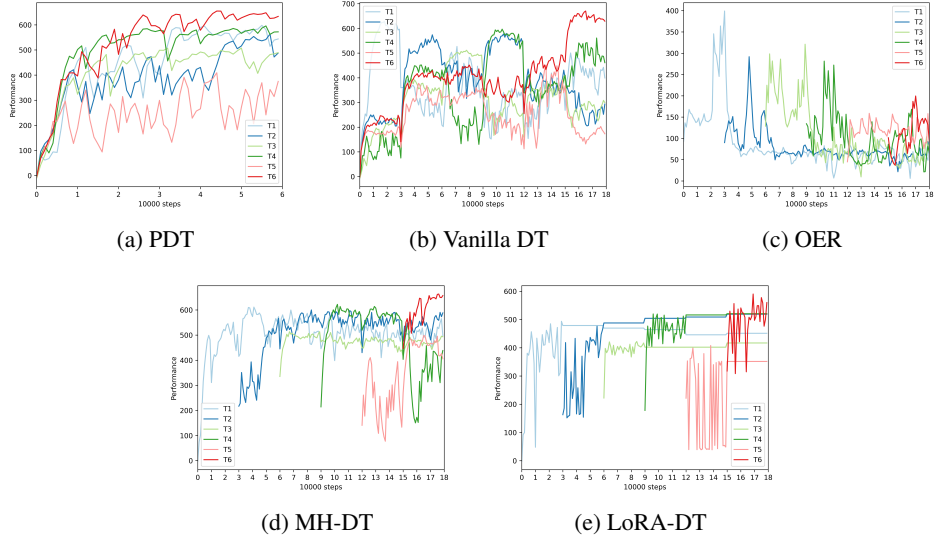 Performance
600
500
400
300
200
100
0
T1
T2
T3
T4
T5
T6
0 1 2 3 4 5 6
10000 steps
(a) PDT
Performance
700
600
500
400
300
200
100
0
T1
T2
T3
T4
T5
T6
0 1 2 3 4 5 6 7 8 9 10 11 12 13 14 15 16 17 18
10000 steps
(b) Vanilla DT
Performance
400
350
300
250
200
150
100
50
0
T1
T2
T3
T4
T5
T6
0 1 2 3 4 5 6 7 8 9 10 11 12 13 14 15 16 17 18
10000 steps
(c) OER
Performance
600
500
400
300
200
100
0
T1
T2
T3
T4
T5
T6
0 1 2 3 4 5 6 7 8 9 10 11 12 13 14 15 16 17 18
10000 steps
(d) MH-DT
Performance
600
500
400
300
200
100
0
T1
T2
T3
T4
T5
T6
0 1 2 3 4 5 6 7 8 9 10 11 12 13 14 15 16 17 18
10000 steps
(e) LoRA-DT